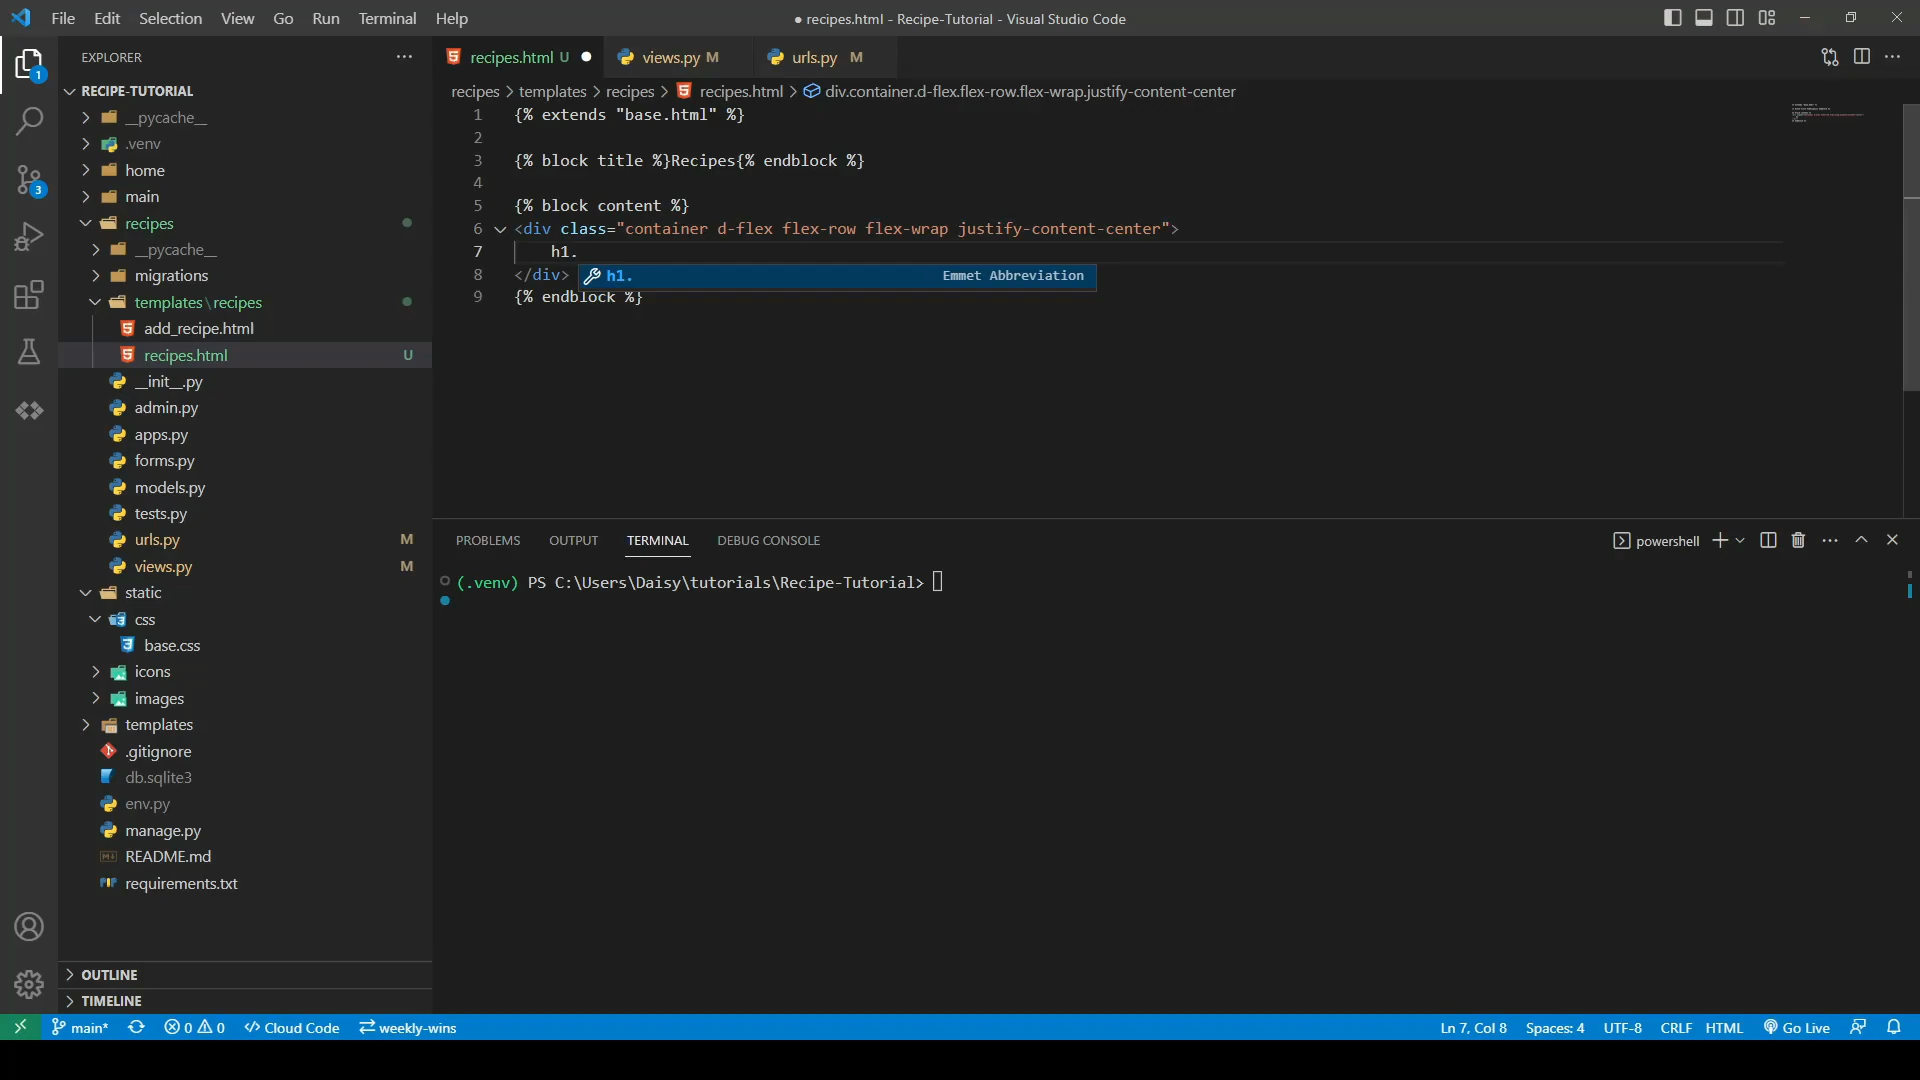 File Edit Selection View Go Run Terminal Help
● recipes.html - Recipe-Tutorial - Visual Studio Code
EXPLORER
RECIPE-TUTORIAL
__pycache__
.venv
home
main
recipes
__pycache__
migrations
templates\recipes
add_recipe.html
recipes.html U
__init__.py
admin.py
apps.py
forms.py
models.py
tests.py
urls.py M
views.py M
static
css
base.css
icons
images
templates
.gitignore
db.sqlite3
env.py
manage.py
README.md
requirements.txt
OUTLINE
TIMELINE
1
3
recipes.html U ● views.py M urls.py M
recipes > templates > recipes > recipes.html > div.container.d-flex.flex-row.flex-wrap.justify-content-center
1 {% extends "base.html" %}
2
3 {% block title %}Recipes{% endblock %}
4
5 {% block content %}
6 <div class="container d-flex flex-row flex-wrap justify-content-center">
7 h1.
8 </div>
h1. Emmet Abbreviation
9 {% endblock %}
PROBLEMS OUTPUT TERMINAL DEBUG CONSOLE
powershell
(.venv) PS C:\Users\Daisy\tutorials\Recipe-Tutorial>
main* 0 0 Cloud Code weekly-wins
Ln 7, Col 8 Spaces: 4 UTF-8 CRLF HTML Go Live